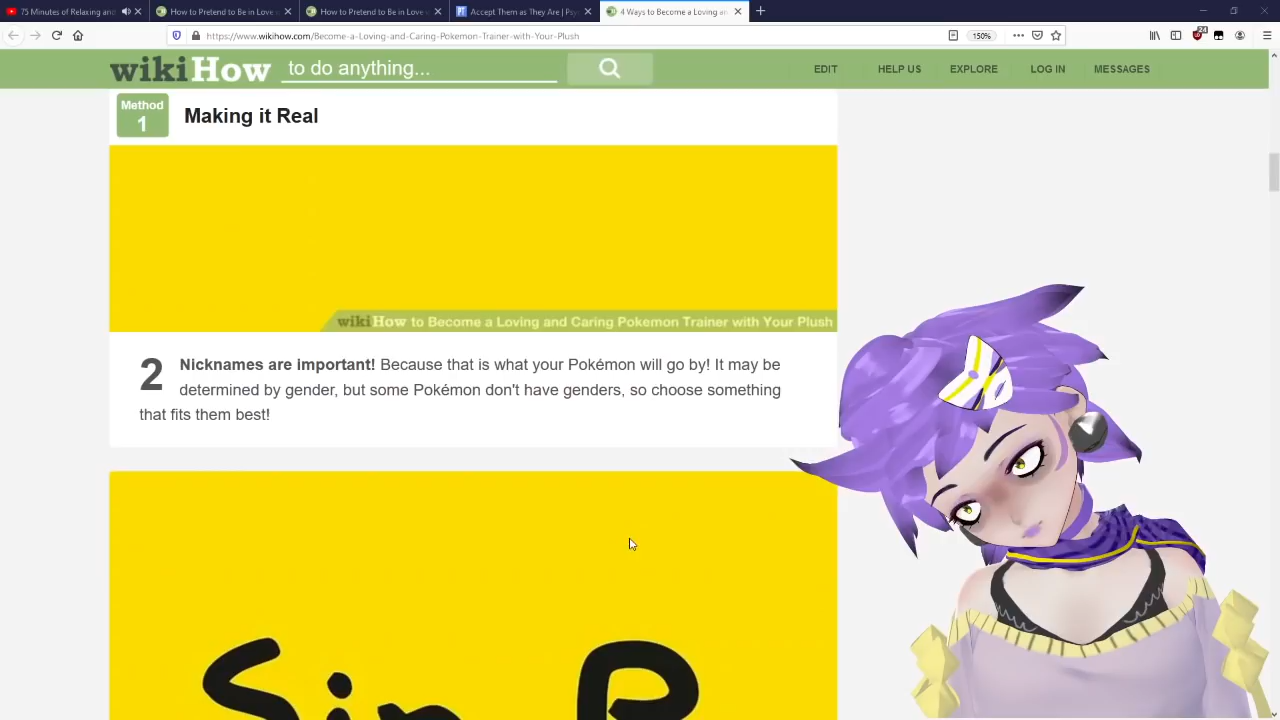 75 Minutes of Relaxing and
How to Pretend to Be in Love
How to Pretend to Be in Love
Accept Them as They Are | Psy
4 Ways to Become a Loving an
https://www.wikihow.com/Become-a-Loving-and-Caring-Pokemon-Trainer-with-Your-Plush
150%
24
wikiHow to do anything...
EDIT
HELP US
EXPLORE
LOG IN
MESSAGES
Method
1
Making it Real
wikiHow to Become a Loving and Caring Pokemon Trainer with Your Plush
2 Nicknames are important! Because that is what your Pokémon will go by! It may be
determined by gender, but some Pokémon don't have genders, so choose something
that fits them best!